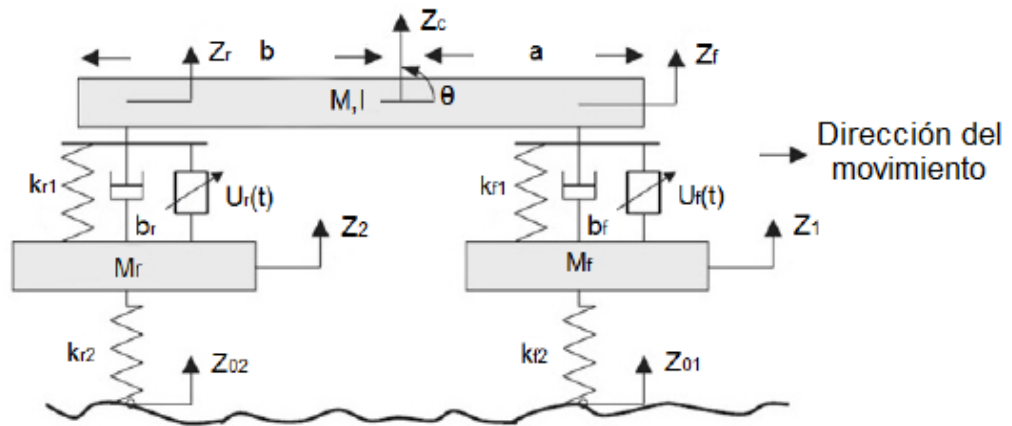 Zc
Zr b a Zf
M,I θ
Dirección del
movimiento
kr1 Ur(t) kf1 Uf(t)
br Z2 bf Z1
Mr Mf
kr2 Z02 kf2 Z01